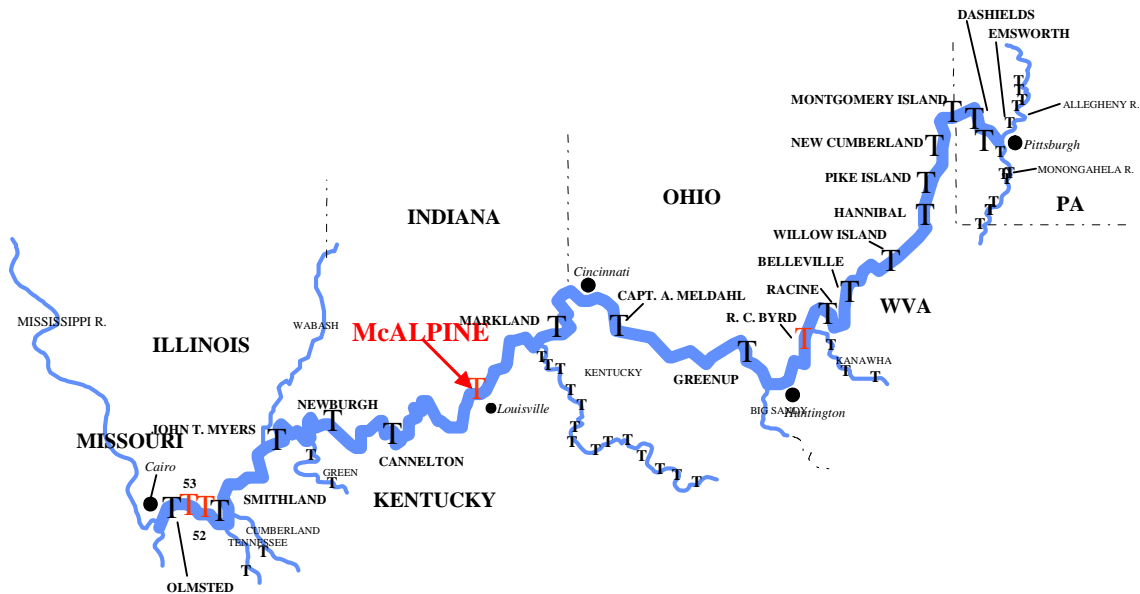 DASHIELDS
EMSWORTH
MONTGOMERY ISLAND
ALLEGHENY R.
NEW CUMBERLAND
Pittsburgh
PIKE ISLAND
MONONGAHELA R.
OHIO
PA
INDIANA
HANNIBAL
WILLOW ISLAND
BELLEVILLE
Cincinnati
RACINE
CAPT. A. MELDAHL
WVA
MISSISSIPPI R.
WABASH
MARKLAND
R. C. BYRD
McALPINE
ILLINOIS
KANAWHA
KENTUCKY
GREENUP
NEWBURGH
Louisville
BIG SANDY
Huntington
JOHN T. MYERS
MISSOURI
CANNELTON
Cairo
GREEN
53
SMITHLAND
KENTUCKY
52
CUMBERLAND
TENNESSEE
OLMSTED
T T T T T T T T T T T T T T T T T T T T T T
T T T T T T T T T T T T T T T T T T T T T T T T T T T T T T T T T T T T